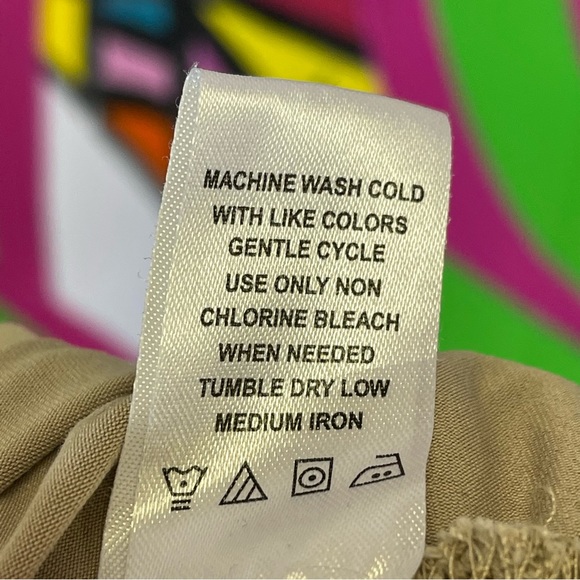 MACHINE WASH COLD
WITH LIKE COLORS
GENTLE CYCLE
USE ONLY NON
CHLORINE BLEACH
WHEN NEEDED
TUMBLE DRY LOW
MEDIUM IRON